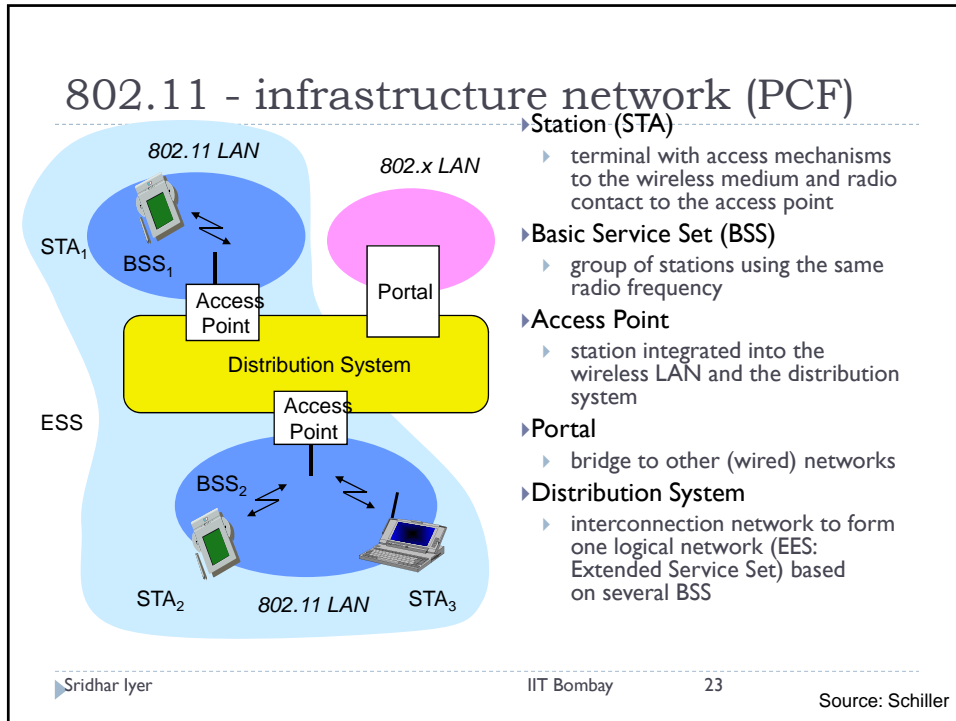 802.11 - infrastructure network (PCF)
802.11 LAN
802.x LAN
STA1
BSS1
Access
Point
Portal
Distribution System
Access
Point
ESS
BSS2
STA2
802.11 LAN
STA3
Station (STA)
terminal with access mechanisms
to the wireless medium and radio
contact to the access point
Basic Service Set (BSS)
group of stations using the same
radio frequency
Access Point
station integrated into the
wireless LAN and the distribution
system
Portal
bridge to other (wired) networks
Distribution System
interconnection network to form
one logical network (EES:
Extended Service Set) based
on several BSS
Sridhar Iyer
IIT Bombay
23
Source: Schiller